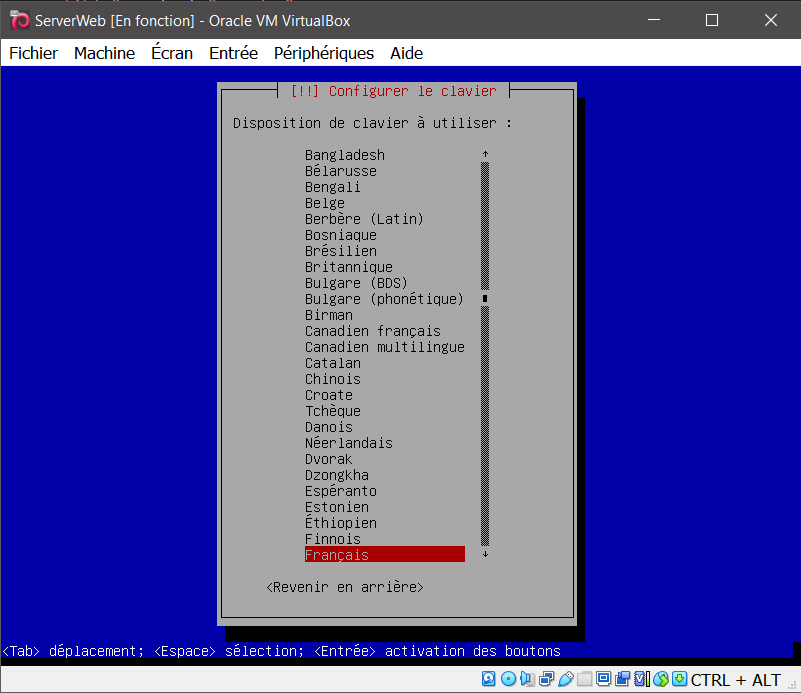 ServerWeb [En fonction] - Oracle VM VirtualBox
Fichier Machine Écran Entrée Périphériques Aide
[!!] Configurer le clavier
Disposition de clavier à utiliser :
Bangladesh
Bélarusse
Bengali
Belge
Berbère (Latin)
Bosniaque
Brésilien
Britannique
Bulgare (BDS)
Bulgare (phonétique)
Birman
Canadien français
Canadien multilingue
Catalan
Chinois
Croate
Tchèque
Danois
Néerlandais
Dvorak
Dzongkha
Espéranto
Estonien
Éthiopien
Finnois
Français
<Revenir en arrière>
<Tab> déplacement; <Espace> sélection; <Entrée> activation des boutons
CTRL + ALT